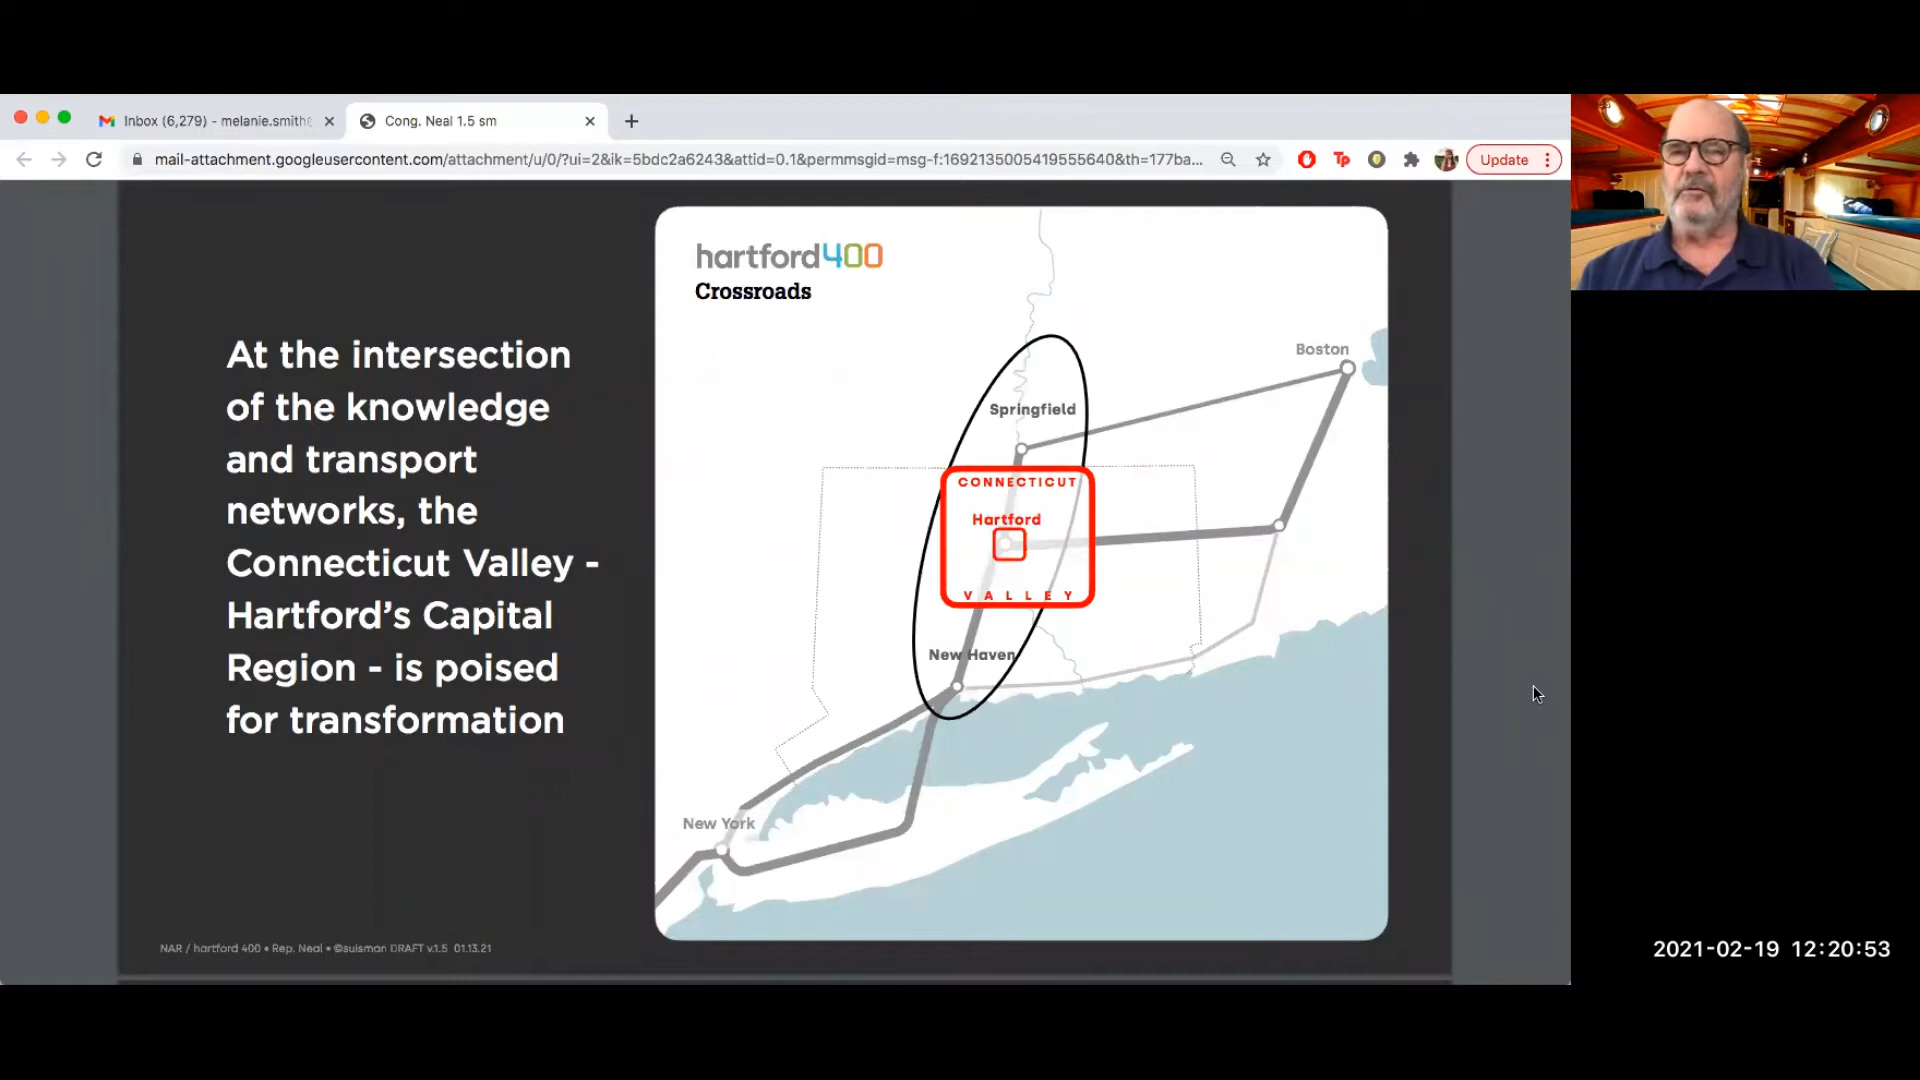 Inbox (6,279) - melanie.smith@
Cong. Neal 1.5 sm
mail-attachment.googleusercontent.com/attachment/u/0/?ui=2&ik=5bdc2a6243&attid=0.1&permmsgid=msg-f:1692135005419555640&th=177ba...
Tp
Update
At the intersection
of the knowledge
and transport
networks, the
Connecticut Valley -
Hartford's Capital
Region - is poised
for transformation
hartford400
Crossroads
Boston
Springfield
CONNECTICUT
Hartford
VALLEY
New Haven
New York
NAR / hartford 400 • Rep. Neal • ©suisman DRAFT v.1.5 01.13.21
2021-02-19 12:20:53